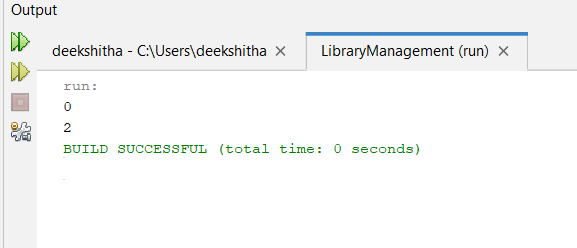 Output
deekshitha - C:\Users\deekshitha × LibraryManagement (run) ×
run:
0
2
BUILD SUCCESSFUL (total time: 0 seconds)